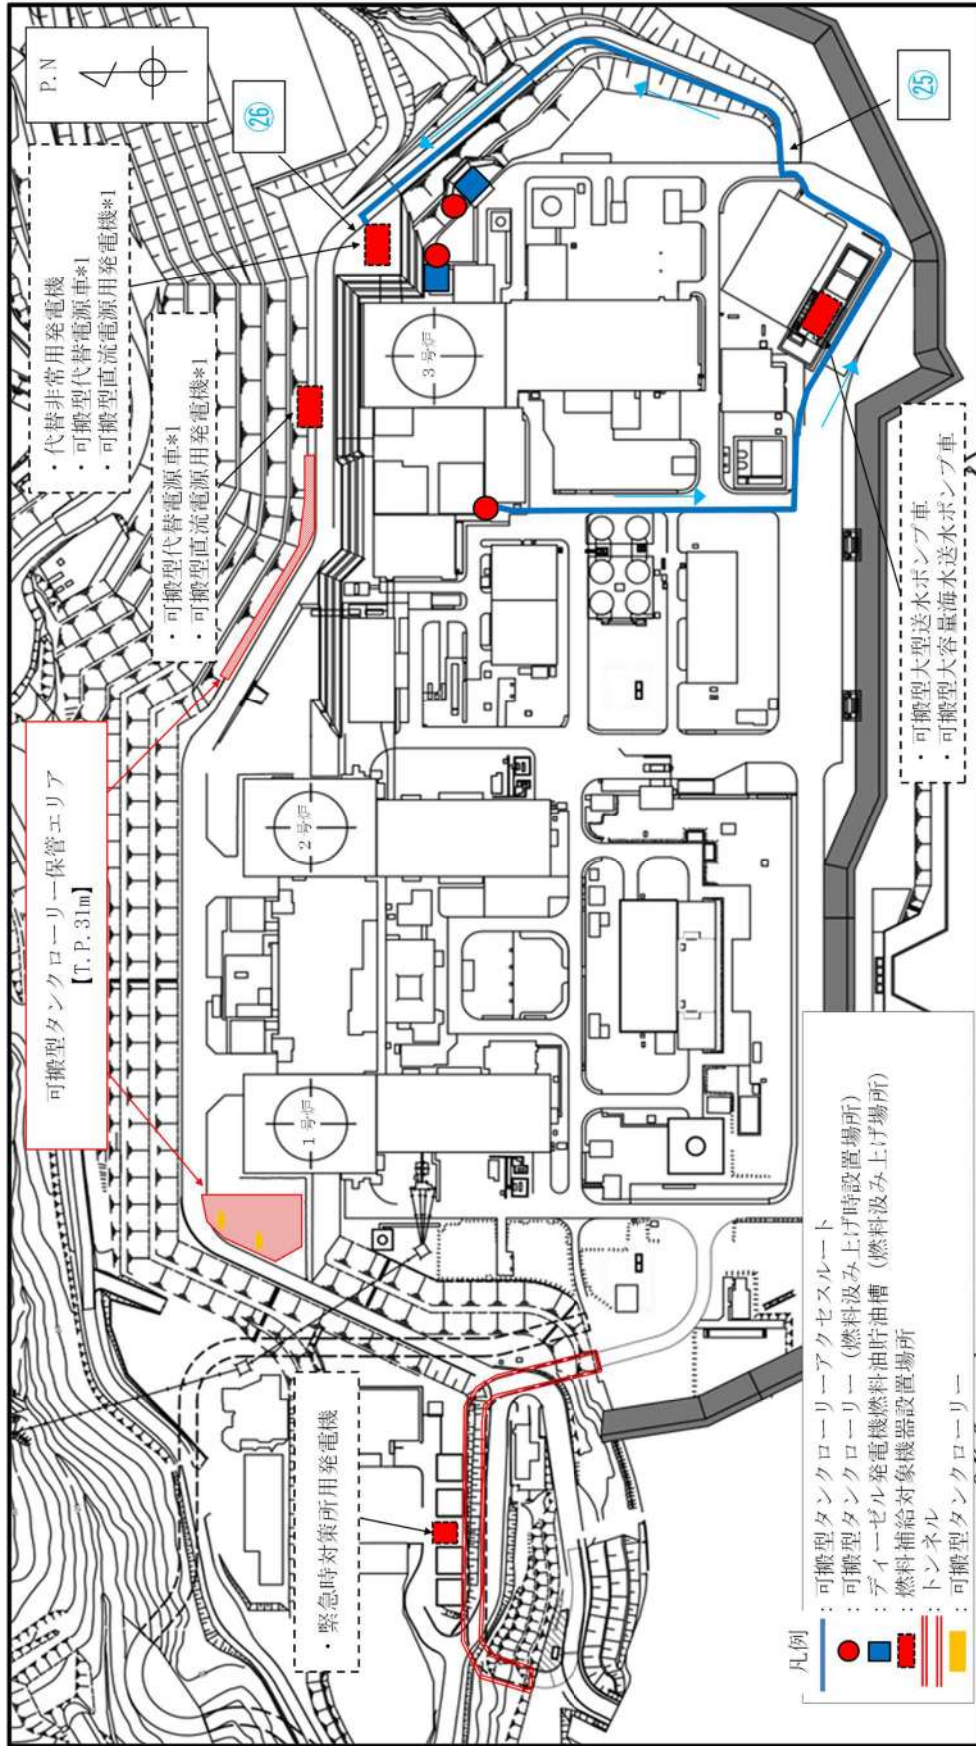 P.N
㉖
㉕
・代替非常用発電機
・可搬型代替電源車*1
・可搬型直流電源用発電機*1
・可搬型代替電源車*1
・可搬型直流電源用発電機*1
可搬型タンクローリー保管エリア
【T.P.31m】
3号炉
2号炉
1号炉
・緊急時対策所用発電機
・可搬型大型送水ポンプ車
・可搬型大容量海水送水ポンプ車
凡例
：可搬型タンクローリーアクセスルート
：可搬型タンクローリー（燃料汲み上げ時設置場所）
：ディーゼル発電機燃料油貯油槽（燃料汲み上げ場所）
：燃料補給対象機器設置場所
：トンネル
：可搬型タンクローリー